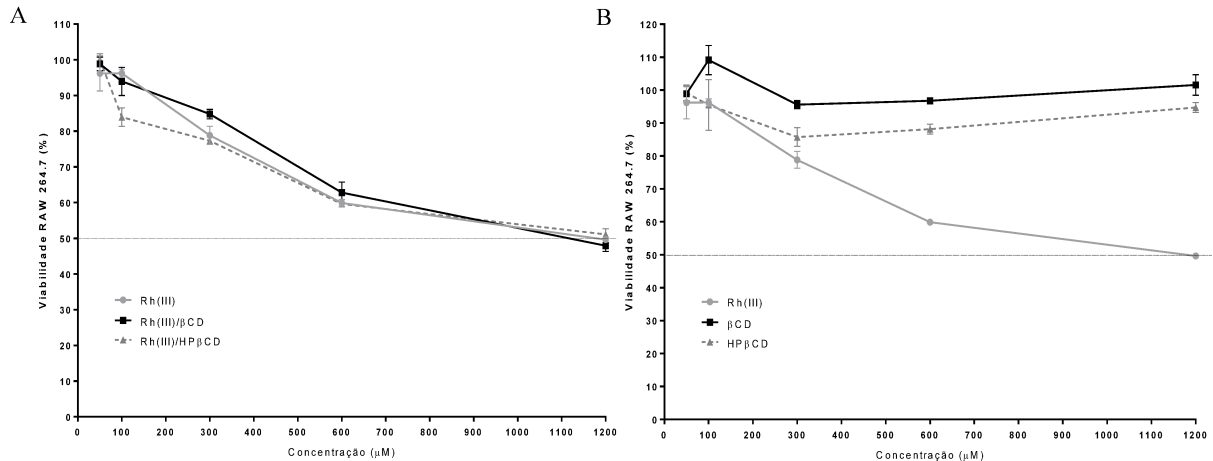 A
Viabilidade RAW 264.7 (%)
110
100
90
80
70
60
50
40
30
20
10
0
Rh(III)
Rh(III)/βCD
Rh(III)/HPβCD
0 100 200 300 400 500 600 700 800 900 1000 1100 1200
Concentração (μM)
B
Viabilidade RAW 264.7 (%)
120
110
100
90
80
70
60
50
40
30
20
10
0
Rh(III)
βCD
HPβCD
0 100 200 300 400 500 600 700 800 900 1000 1100 1200
Concentração (μM)